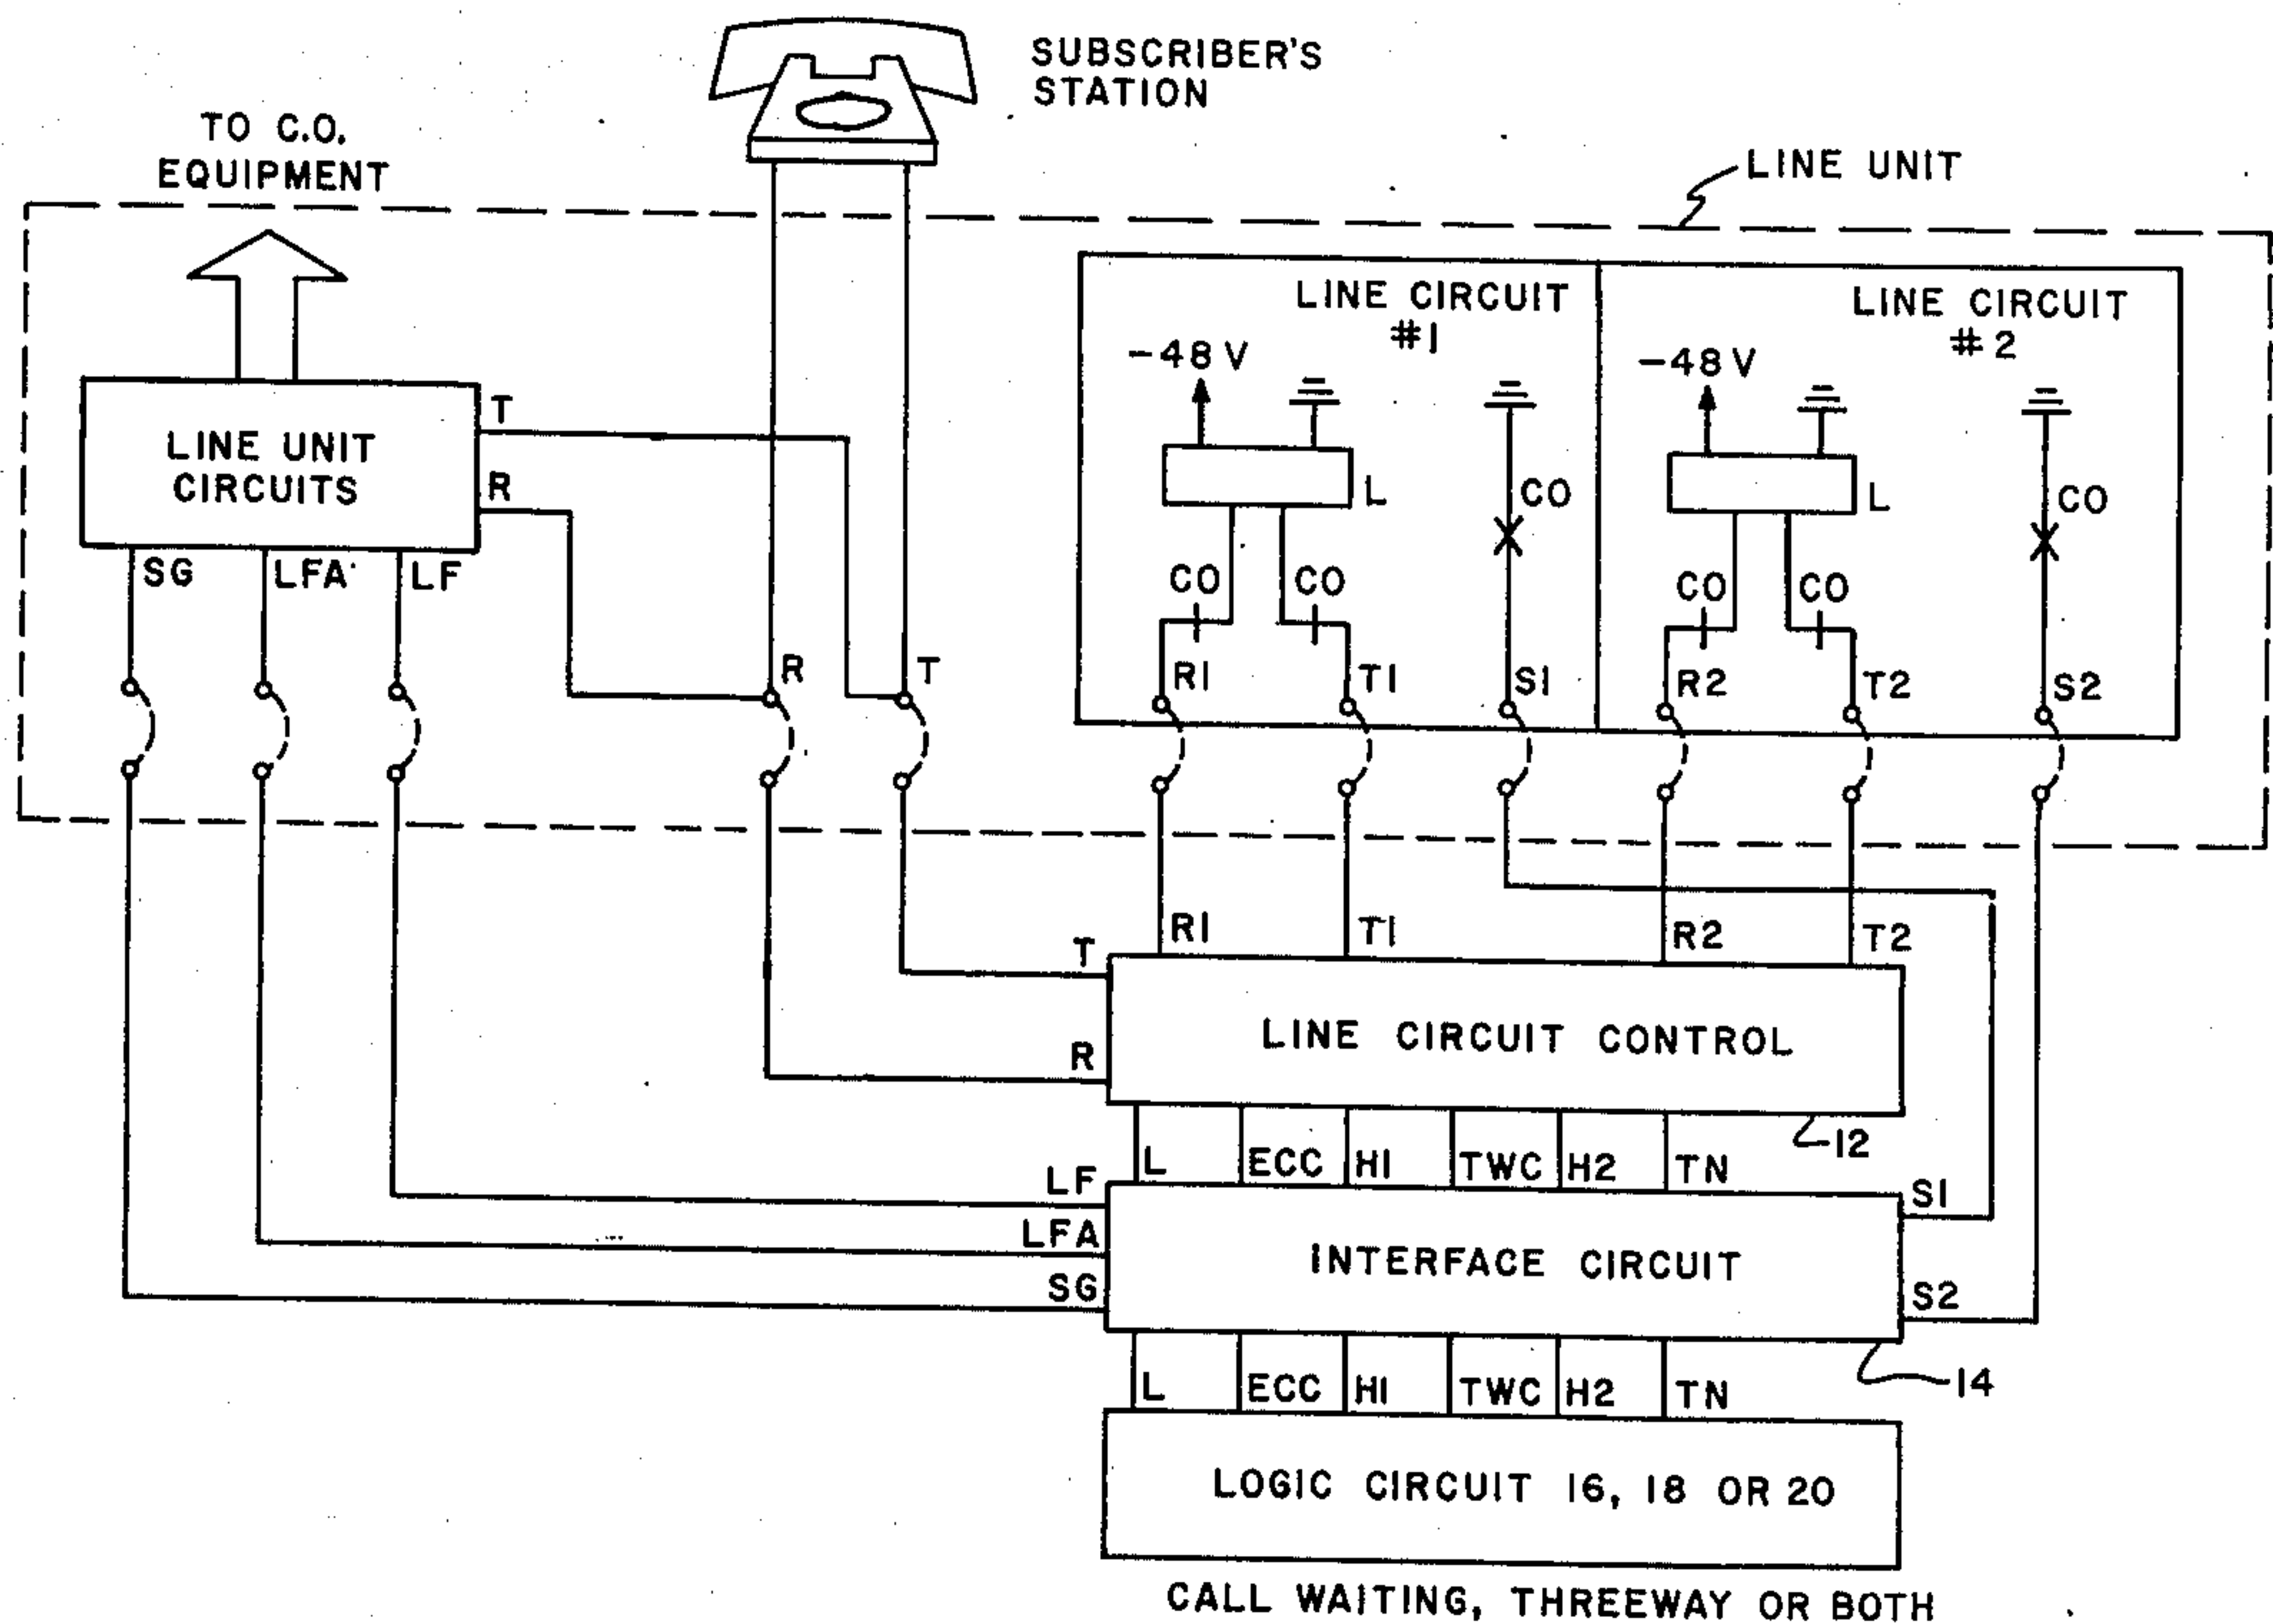 SUBSCRIBER'S
STATION
TO C.O.
EQUIPMENT
LINE UNIT
LINE CIRCUIT
#1
LINE CIRCUIT
#2
-48V
-48V
T
LINE UNIT
CIRCUITS
R
L
CO
L
CO
SG
LFA
LF
CO
CO
CO
CO
R
T
R1
T1
S1
R2
T2
S2
R1
T1
R2
T2
T
LINE CIRCUIT CONTROL
R
12
L
ECC
H1
TWC
H2
TN
LF
S1
LFA
INTERFACE CIRCUIT
SG
S2
14
L
ECC
H1
TWC
H2
TN
LOGIC CIRCUIT 16, 18 OR 20
CALL WAITING, THREEWAY OR BOTH